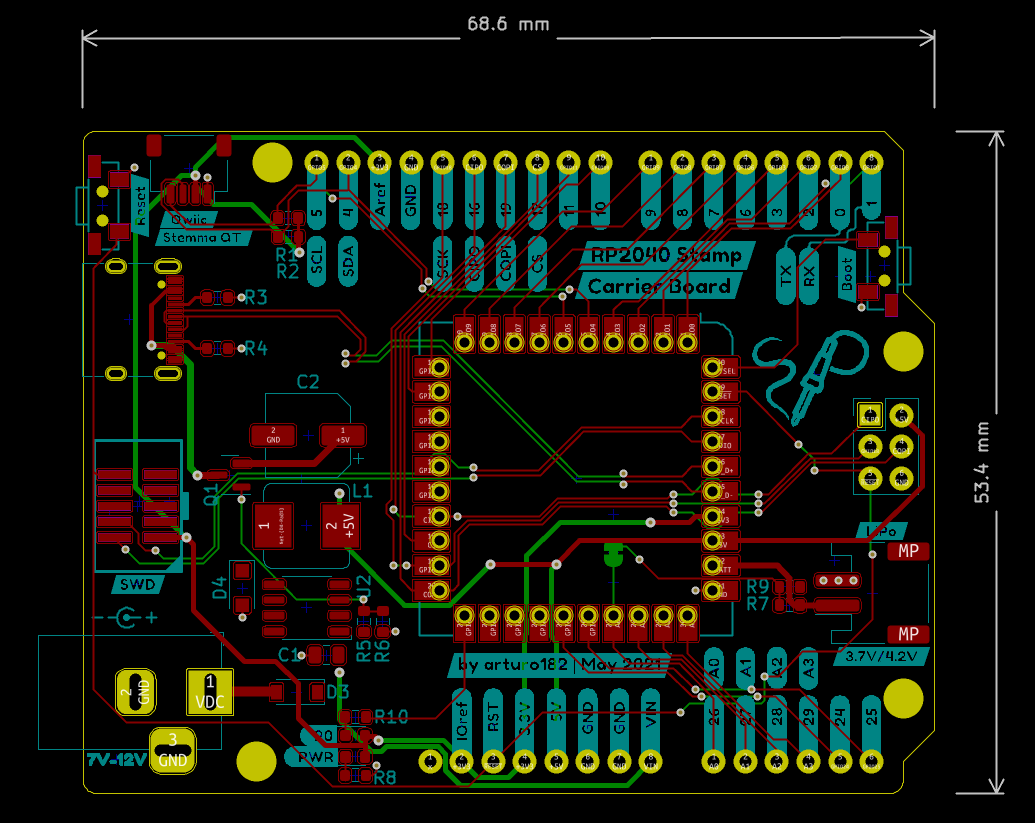 68.6 mm
53.4 mm
Reset
Qwiic
Stemma QT
R1
R2
R3
R4
5
4
Aref
GND
18
16
19
17
11
10
9
8
7
6
3
2
0
1
SCL
SDA
SCK
CIPO
COPI
CS
TX
RX
Boot
RP2040 Stamp
Carrier Board
C2
2
GND
1
+5V
+
Q1
L1
1
2
+5V
SWD
D4
J2
R5
R6
C1
D3
LiPo
MP
MP
R9
R7
3.7V/4.2V
by arturo182 | May 2021
A0
A1
A2
A3
26
27
28
29
24
25
IOref
RST
3.3V
5V
GND
GND
VIN
R10
PWR
R8
- +
2
GND
1
VDC
3
GND
7V-12V